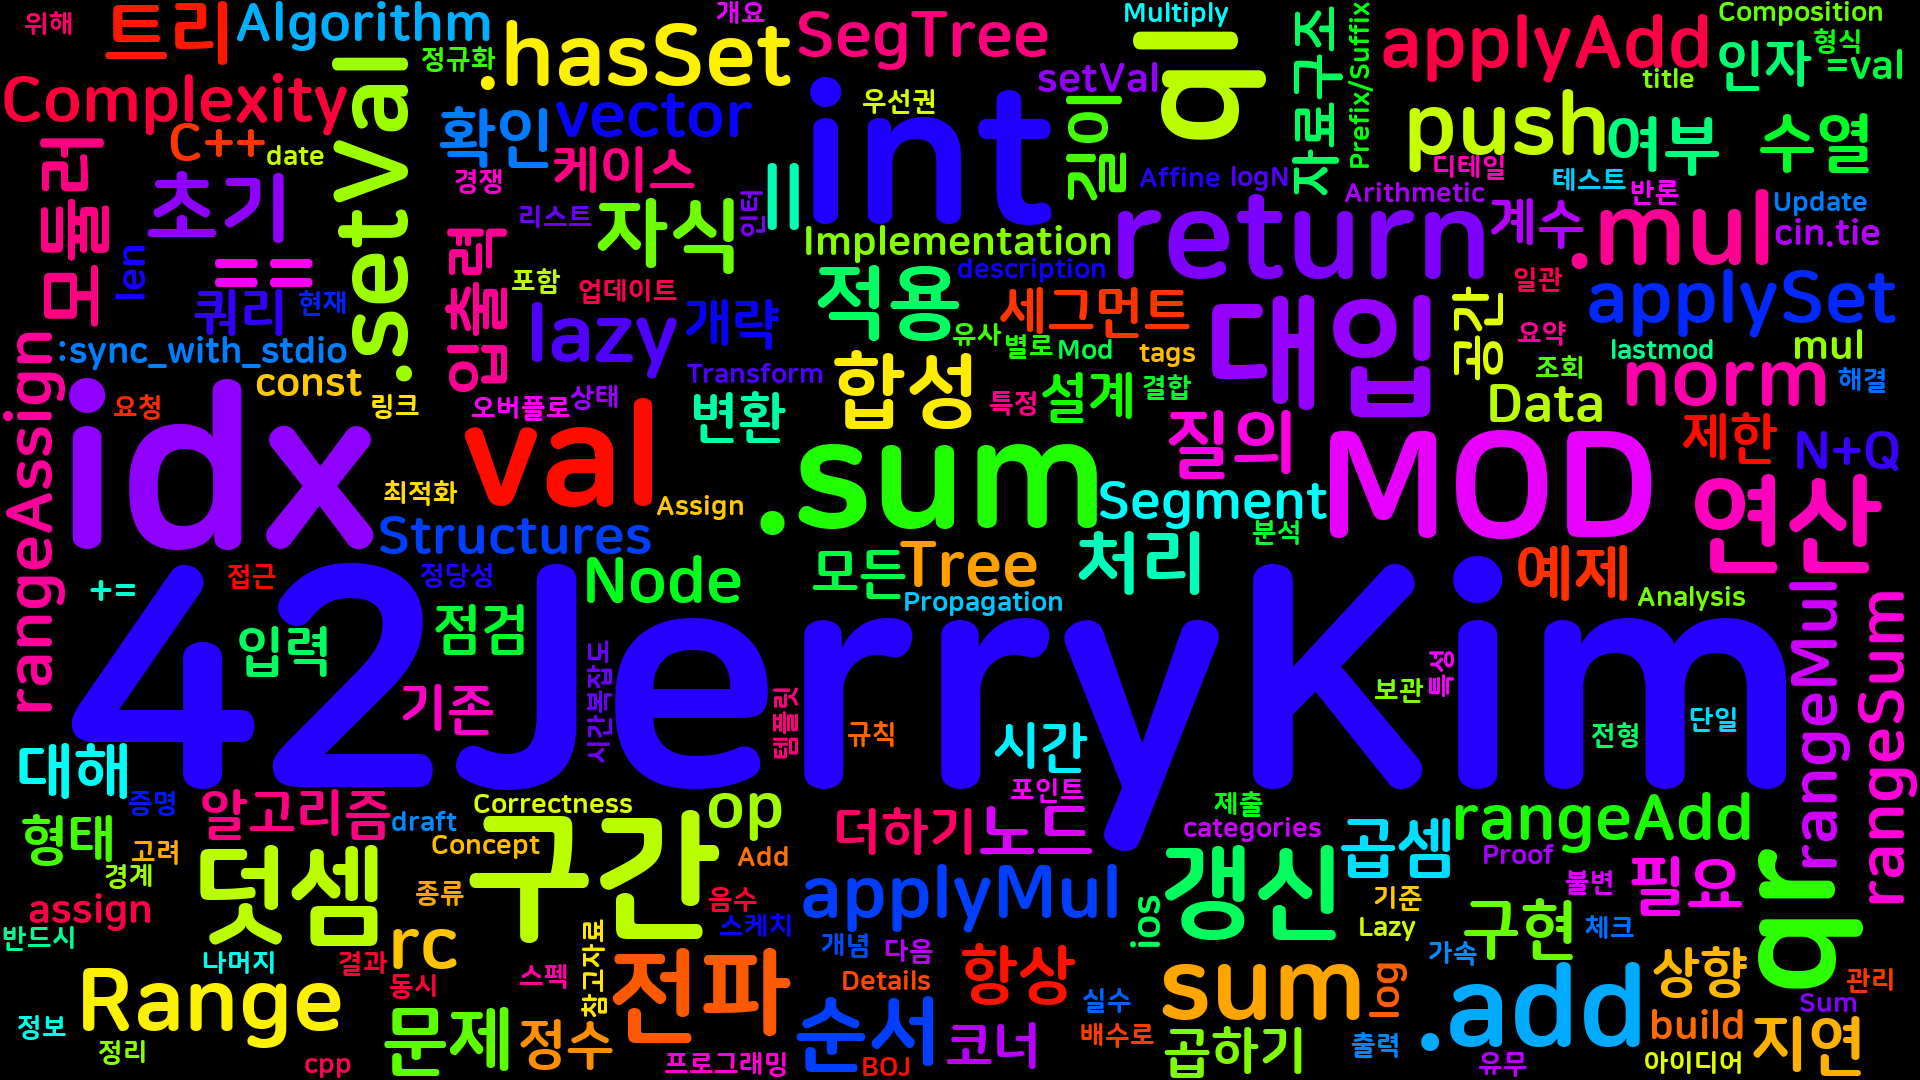 위해
트리
Algorithm
개요
.hasSet
정규화
SegTree
Multiply
ql
자료구조
Prefix/Suffix
applyAdd
Composition
인자
형식
=val
title
Complexity
C++
date
.setVal
확인
vector
우선권
setVal
길이
push
여부
수열
모듈러
초기
경쟁
케이스
ll
int
Affine
logN
디테일
테스트
반론
Arithmetic
Update
len
==
리스트
인터
자식
Implementation
return
계수
.mul
cin.tie
쿼리
현재
입출력
포함
업데이트
description
적용
세그먼트
일관
applySet
:sync_with_stdio
lazy
개략
유사
별로
Mod
tags
대입
공간
요약
조회
lastmod
mul
const
요청
링크
오버플로
상태
Transform
변환
합성
특정
설계
결합
Data
norm
해결
rangeAssign
idx
val
최적화
Assign
.sum
질의
Segment
MOD
제한
N+Q
연산
Structures
분석
+=
접근
정당성
Node
모든
Tree
Propagation
처리
예제
Analysis
42JerryKim
입력
점검
기존
시간복잡도
템플릿
규칙
시간
보관
특성
전형
단일
rangeMul
rangeSum
대해
증명
알고리즘
draft
Correctness
Concept
op
Add
더하기
포인트
노드
제출
categories
곱셈
rangeAdd
Proof
형태
고려
경계
덧셈
종류
구간
음수
스케치
applyMul
ios
갱신
기준
Lazy
불변
필요
qr
assign
반드시
나머지
결과
rc
동시
스펙
참고자료
전파
개념
다음
Details
항상
실수
sum
log
가속
구현
체크
상향
관리
Sum
정보
정리
Range
cpp
문제
정수
프로그래밍
순서
BOJ
코너
배수로
곱하기
출력
.add
유무
build
아이디어
지연